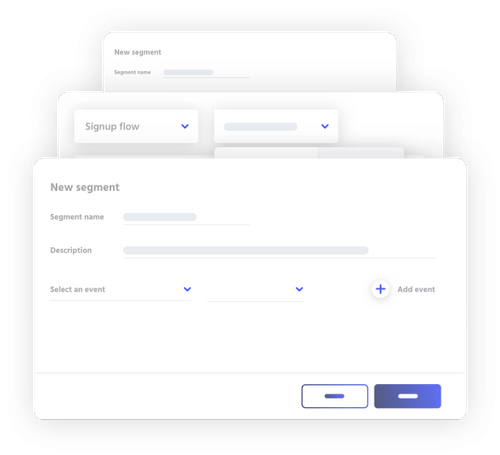 New segment
Segment name
Signup flow
New segment
Segment name
Description
Select an event Add event